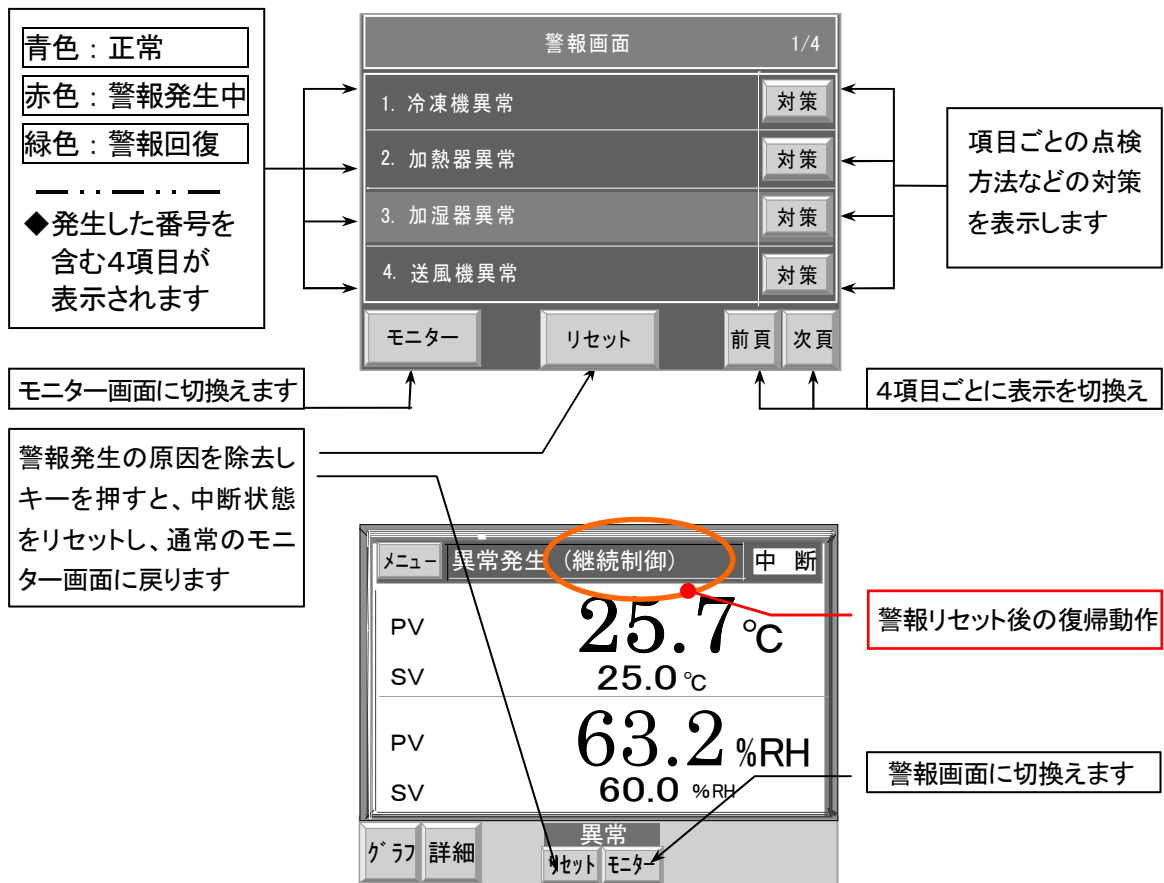 青色：正常
赤色：警報発生中
緑色：警報回復
◆発生した番号を
含む4項目が
表示されます
警報画面 1/4
1. 冷凍機異常 対策
2. 加熱器異常 対策
3. 加湿器異常 対策
4. 送風機異常 対策
モニター リセット 前頁 次頁
項目ごとの点検
方法などの対策
を表示します
モニター画面に切換えます
4項目ごとに表示を切換え
警報発生の原因を除去し
キーを押すと、中断状態
をリセットし、通常のモニ
ター画面に戻ります
メニュー 異常発生（継続制御） 中 断
PV 25.7℃
SV 25.0℃
PV 63.2%RH
SV 60.0 %RH
警報リセット後の復帰動作
警報画面に切換えます
異常
グラフ 詳細 リセット モニター